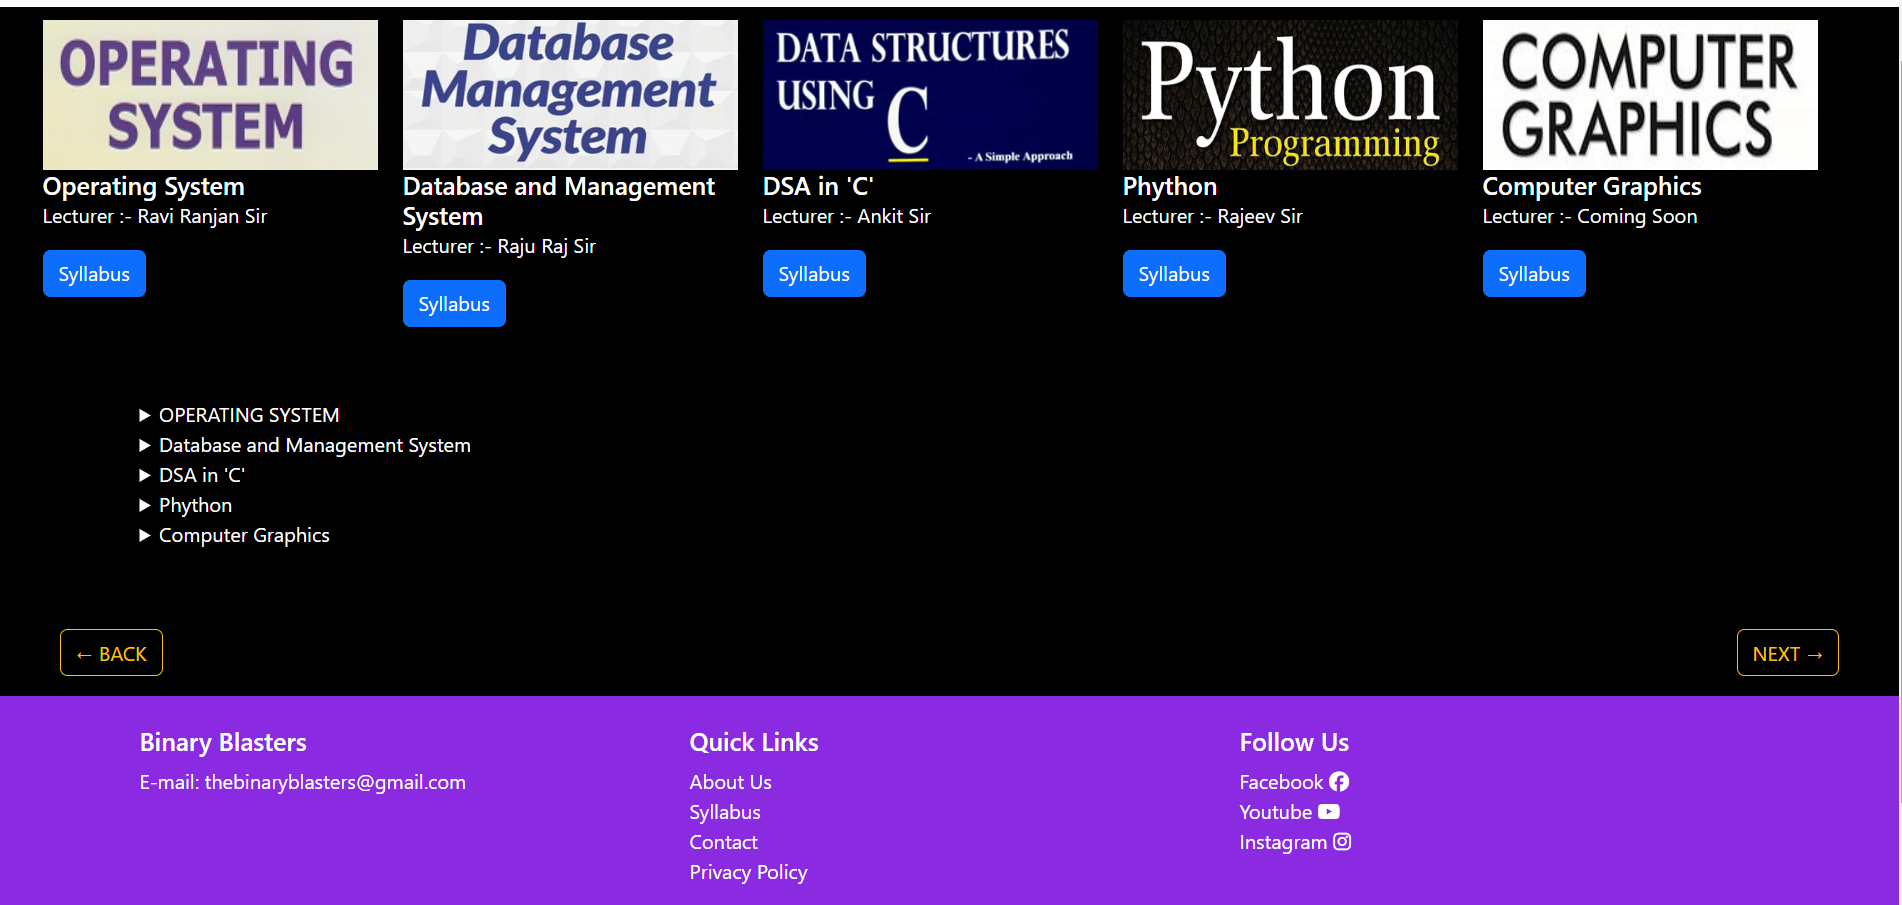 OPERATING
SYSTEM
Operating System
Lecturer :- Ravi Ranjan Sir
Syllabus
Database
Management
System
Database and Management
System
Lecturer :- Raju Raj Sir
Syllabus
DATA STRUCTURES
USING C
- A Simple Approach
DSA in 'C'
Lecturer :- Ankit Sir
Syllabus
Python
Programming
Phython
Lecturer :- Rajeev Sir
Syllabus
COMPUTER
GRAPHICS
Computer Graphics
Lecturer :- Coming Soon
Syllabus
▶ OPERATING SYSTEM
▶ Database and Management System
▶ DSA in 'C'
▶ Phython
▶ Computer Graphics
← BACK
NEXT →
Binary Blasters
E-mail: thebinaryblasters@gmail.com
Quick Links
About Us
Syllabus
Contact
Privacy Policy
Follow Us
Facebook
Youtube
Instagram